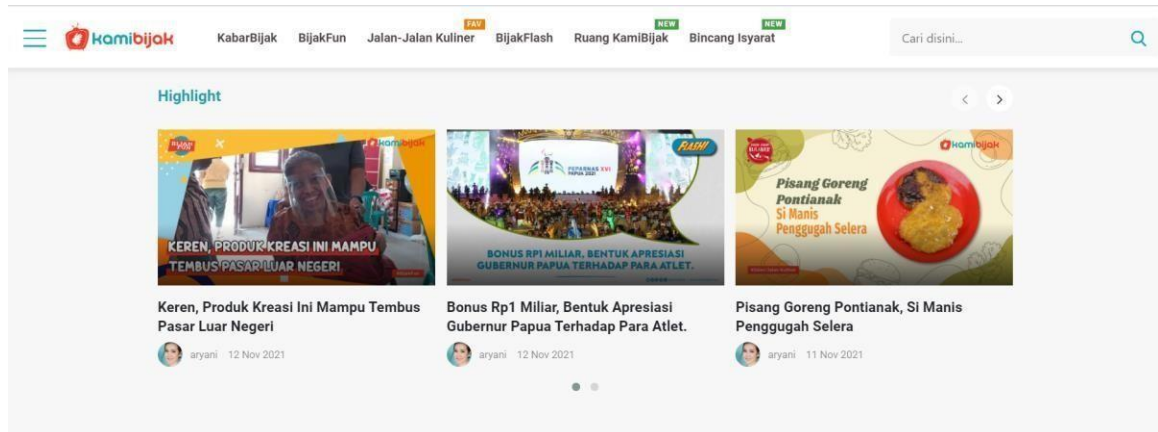 FAV
NEW
NEW
kamibijak
KabarBijak
BijakFun
Jalan-Jalan Kuliner
BijakFlash
Ruang KamiBijak
Bincang Isyarat
Cari disini...
Highlight
kamibijak
KEREN, PRODUK KREASI INI MAMPU
TEMBUS PASAR LUAR NEGERI
FLASH!
PEPARNAS XVI
PAPUA 2021
BONUS RP1 MILIAR, BENTUK APRESIASI
GUBERNUR PAPUA TERHADAP PARA ATLET.
kamibijak
Pisang Goreng
Pontianak
Si Manis
Penggugah Selera
Keren, Produk Kreasi Ini Mampu Tembus
Pasar Luar Negeri
aryani 12 Nov 2021
Bonus Rp1 Miliar, Bentuk Apresiasi
Gubernur Papua Terhadap Para Atlet.
aryani 12 Nov 2021
Pisang Goreng Pontianak, Si Manis
Penggugah Selera
aryani 11 Nov 2021